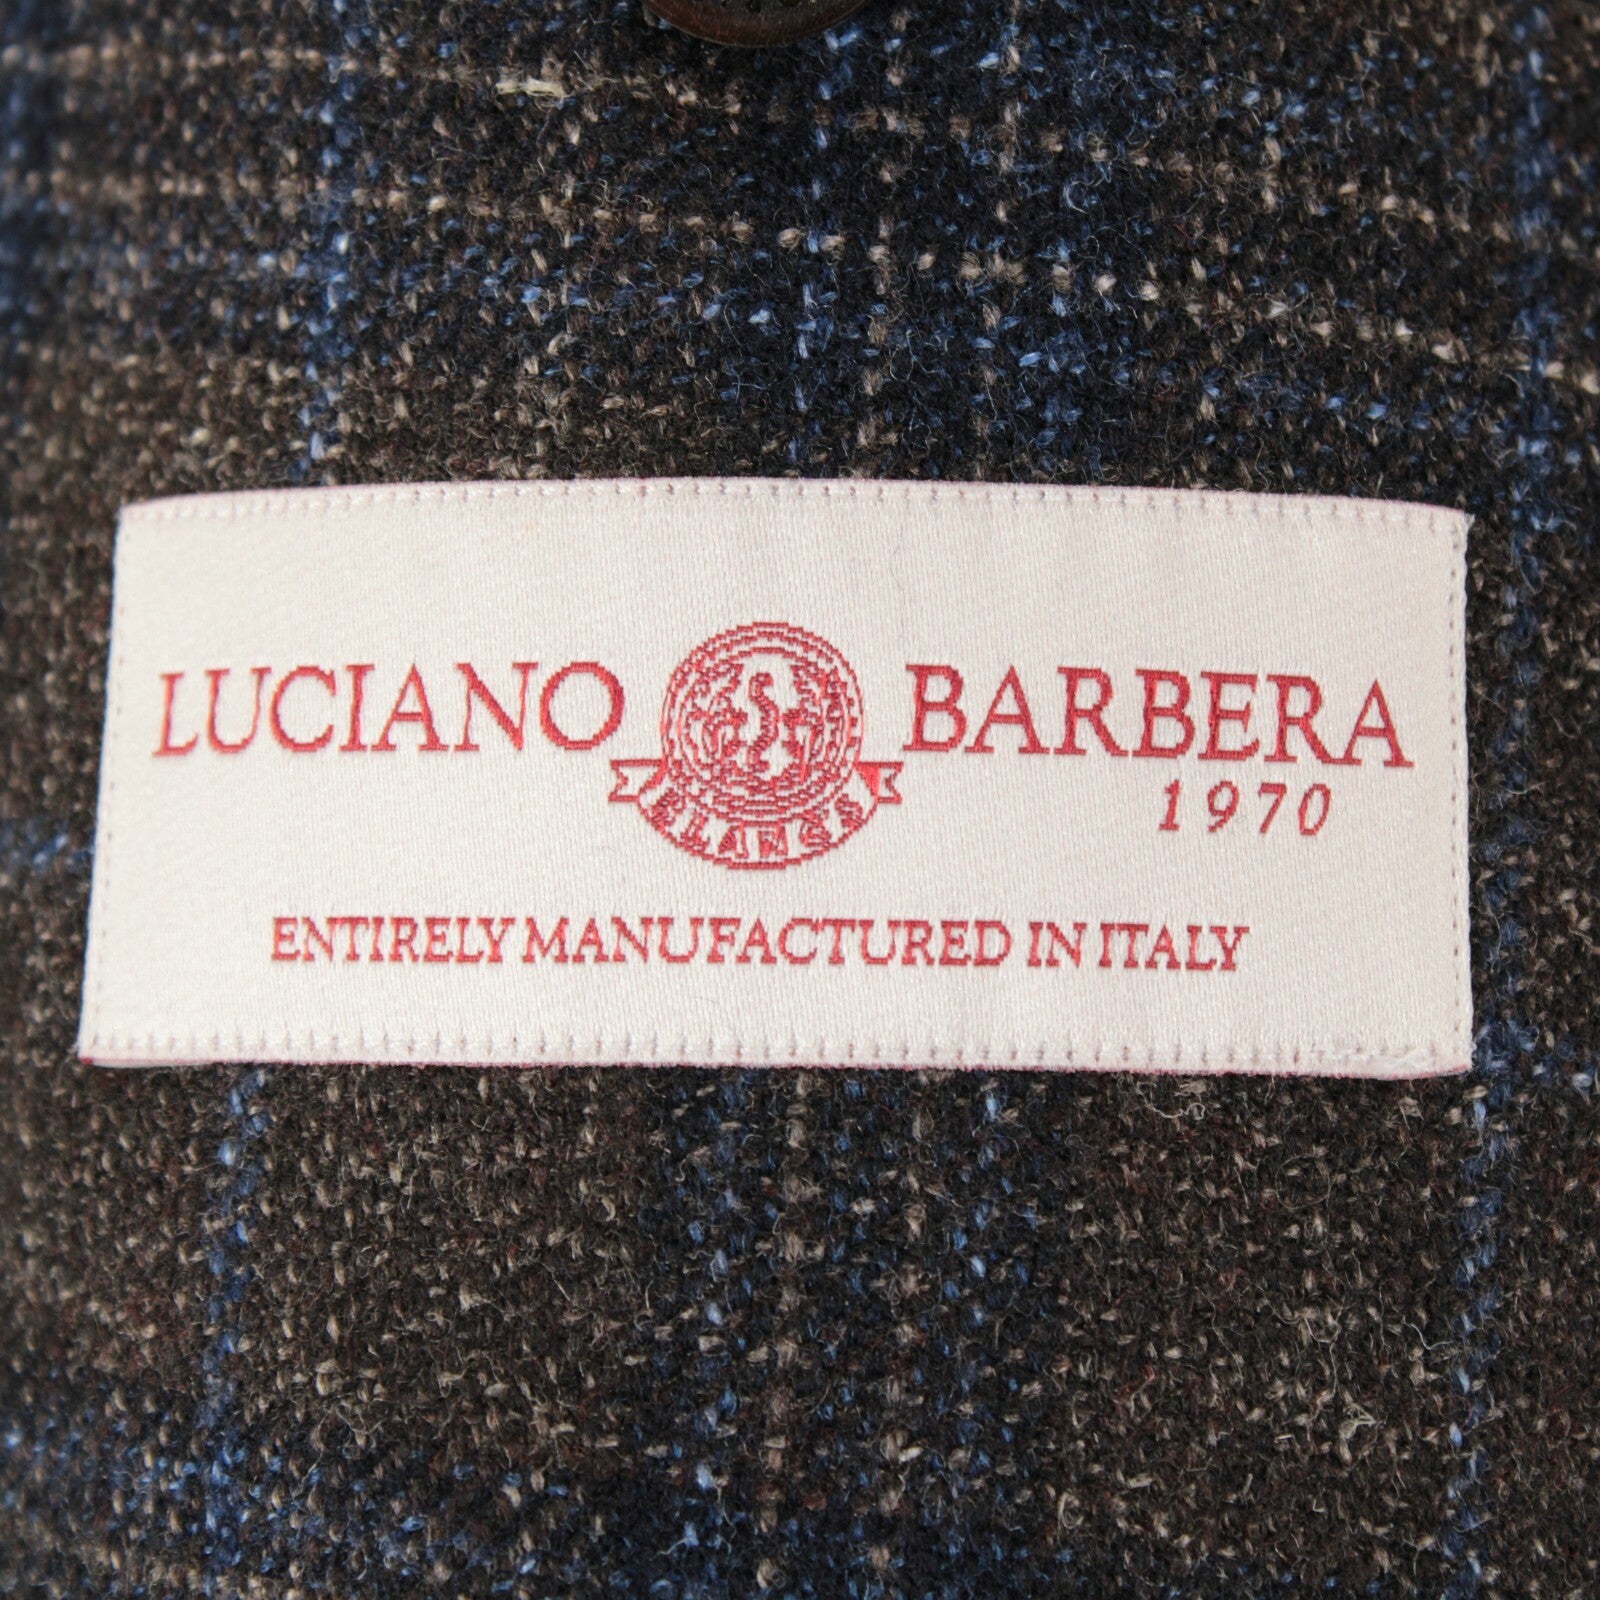 LUCIANO BARBERA
1970
ENTIRELY MANUFACTURED IN ITALY